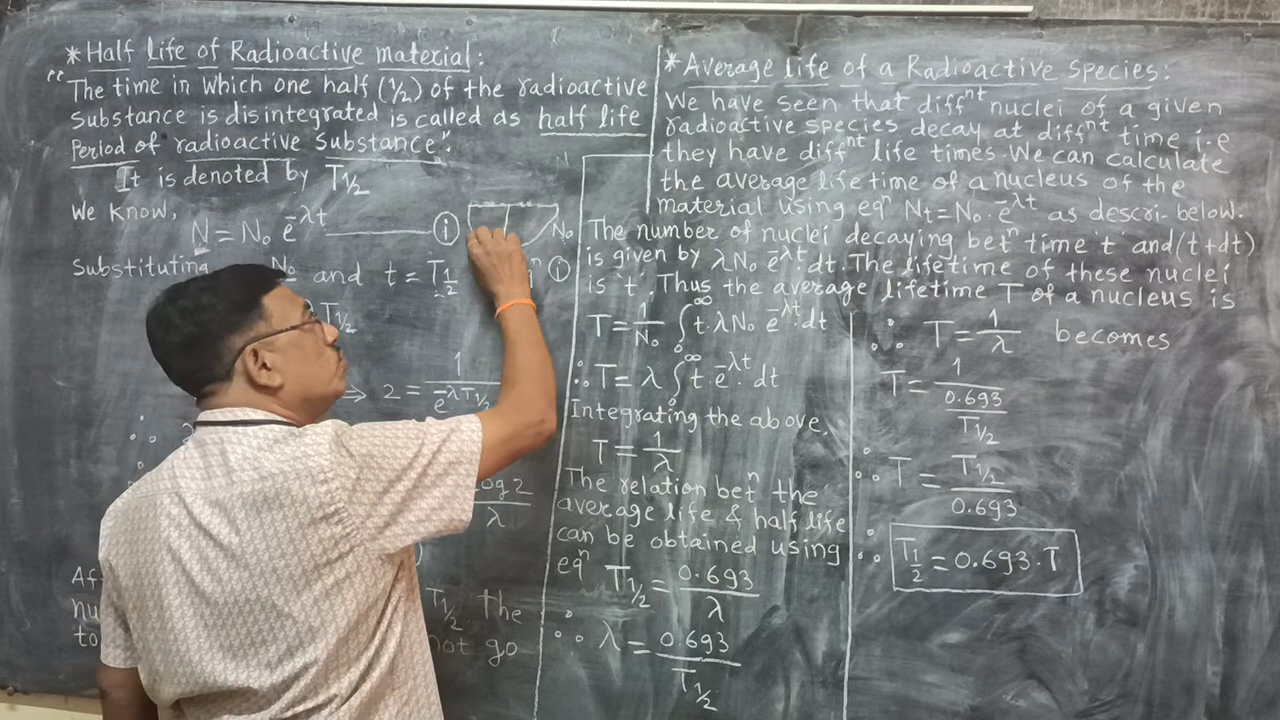 *Half life of Radioactive material:
"The time in which one half (1/2) of the radioactive
substance is disintegrated is called as half life
Period of radioactive Substance".
It is denoted by T1/2
We know,
N = N₀ e^-λt ——— (i)
N₀
Substituting N₀ and t = T1/2 eqⁿ (i)
λT1/2
⇒ 2 = 1/e^-λT1/2
log2/λ
T1/2 the
not go
to
*Average life of a Radioactive Species:
We have seen that diffⁿᵗ nuclei of a given
radioactive species decay at diffⁿᵗ time i.e
they have diffⁿᵗ life times. We can calculate
the average life time of a nucleus of the
material using eqⁿ Nt = N₀ . e^-λt as descri- below.
The number of nuclei decaying betⁿ time 't' and (t+dt)
is given by λN₀ e^-λt . dt. The lifetime of these nuclei
is 't'. Thus the average lifetime T of a nucleus is
T = 1/N₀ ∫₀^∞ t. λN₀ e^-λt . dt
∴ T = λ ∫₀^∞ t. e^-λt . dt
Integrating the above,
T = 1/λ
The relation betⁿ the
average life & half life
can be obtained using
eqⁿ T1/2 = 0.693/λ
∴ λ = 0.693/T1/2
∴ T = 1/λ becomes
T = 1/(0.693/T1/2)
∴ T = T1/2/0.693
∴ T1/2 = 0.693 . T